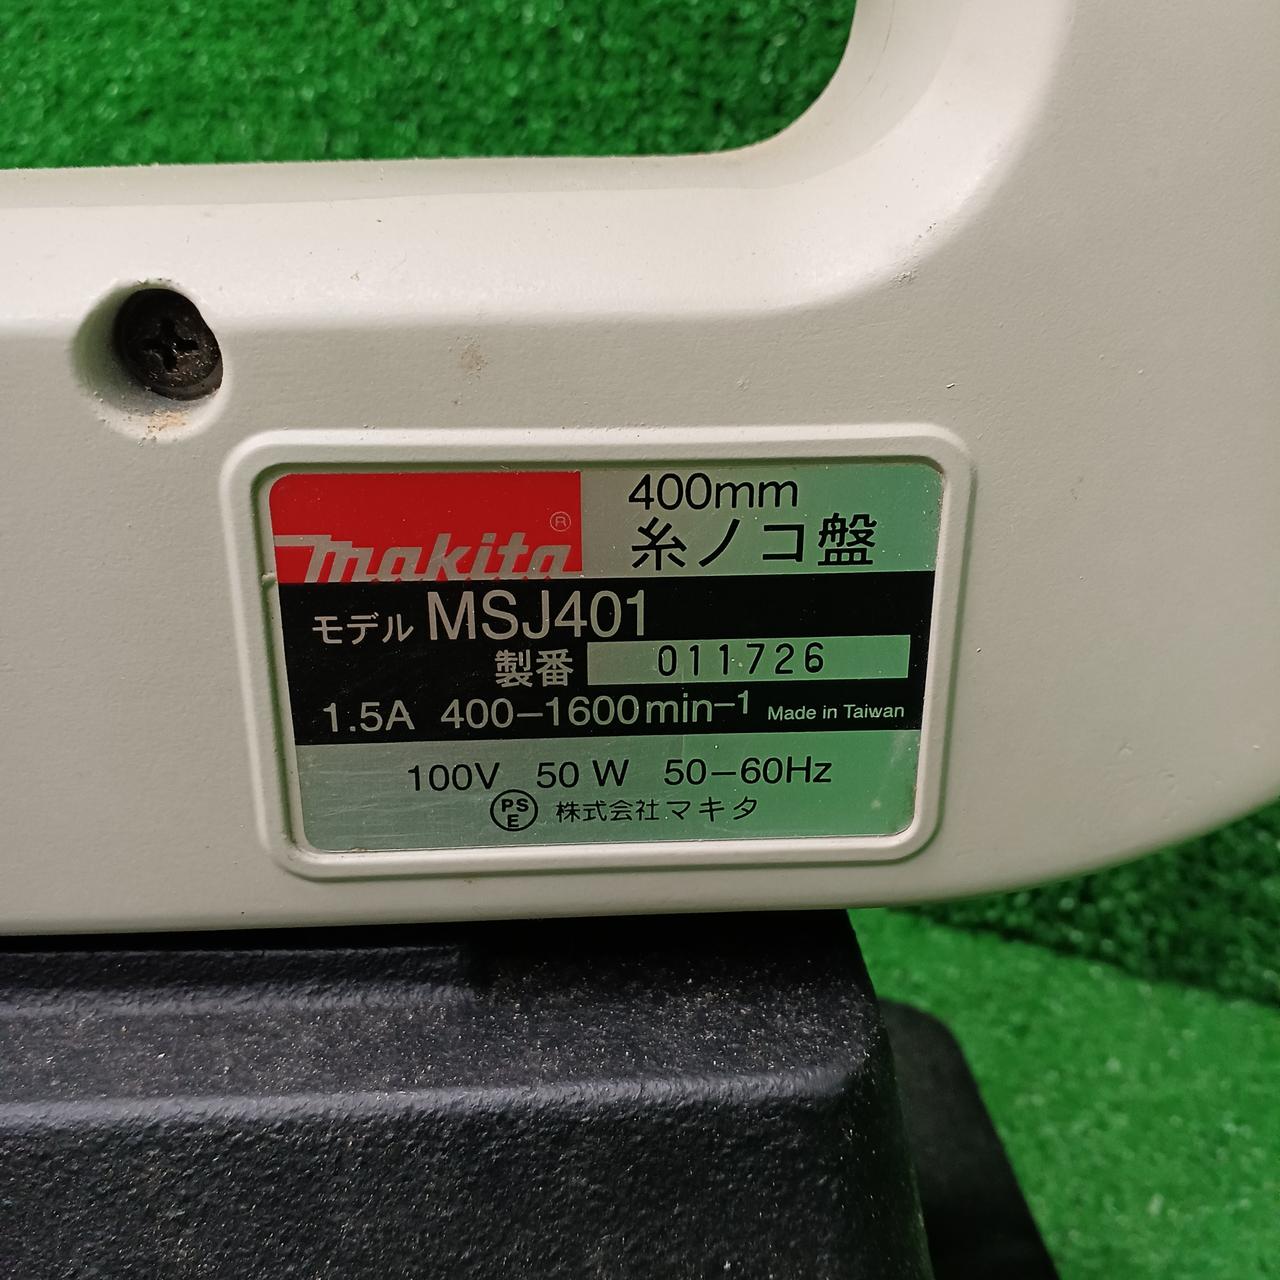 makita®
400mm
糸ノコ盤
モデル MSJ401
製番 011726
1.5A 400-1600min-1 Made in Taiwan
100V 50W 50-60Hz
PSE 株式会社マキタ